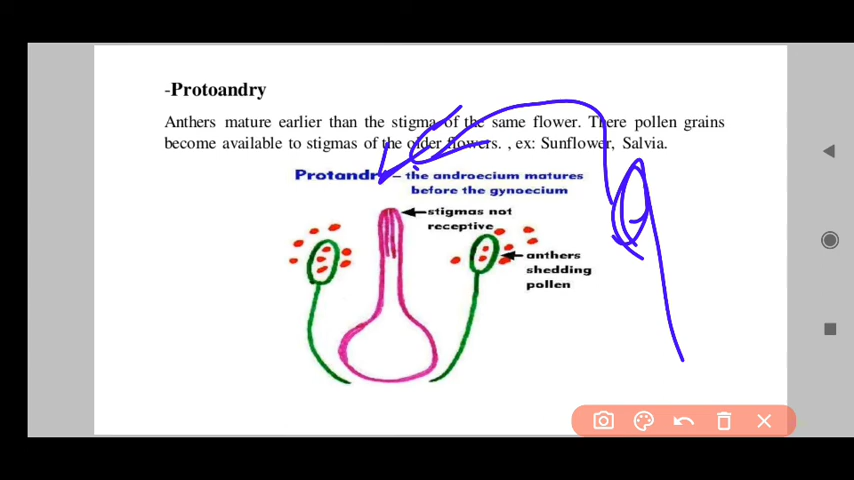 -Protoandry
Anthers mature earlier than the stigma of the same flower. There pollen grains
become available to stigmas of the older flowers. , ex: Sunflower, Salvia.
Protandry – the androecium matures
before the gynoecium
stigmas not
receptive
anthers
shedding
pollen